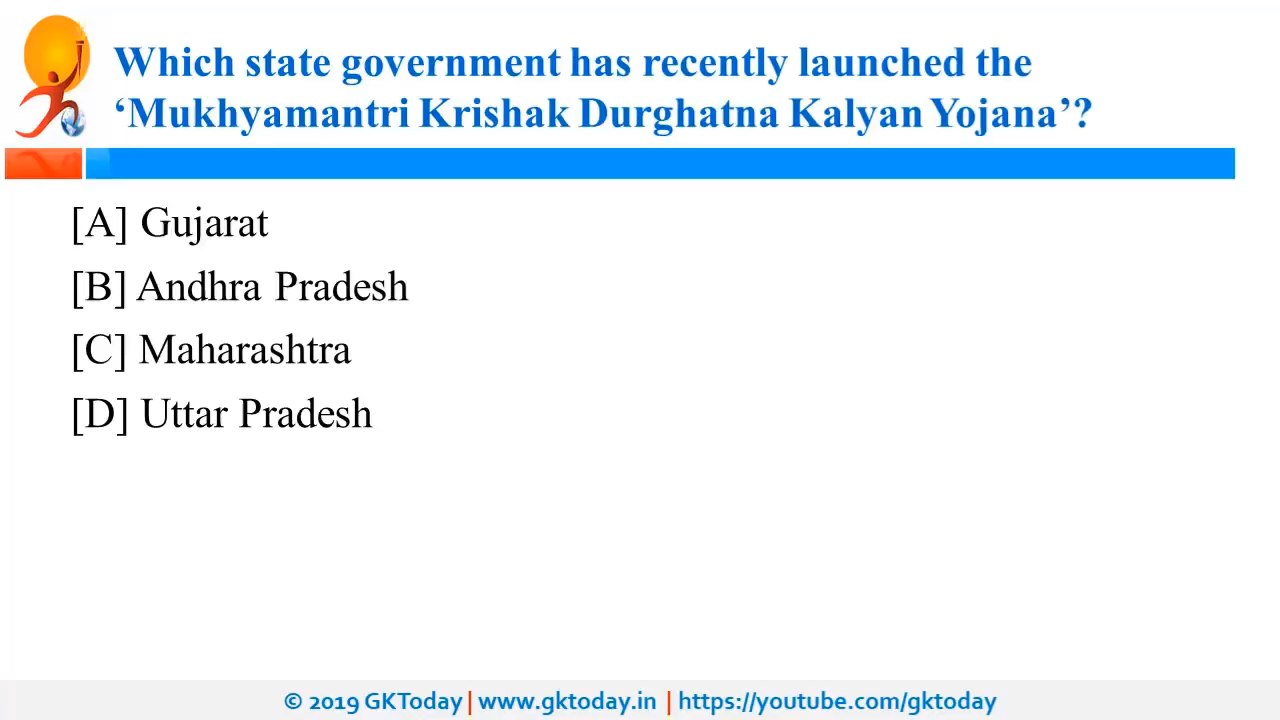 Which state government has recently launched the
‘Mukhyamantri Krishak Durghatna Kalyan Yojana’?
[A] Gujarat
[B] Andhra Pradesh
[C] Maharashtra
[D] Uttar Pradesh
© 2019 GKToday | www.gktoday.in | https://youtube.com/gktoday